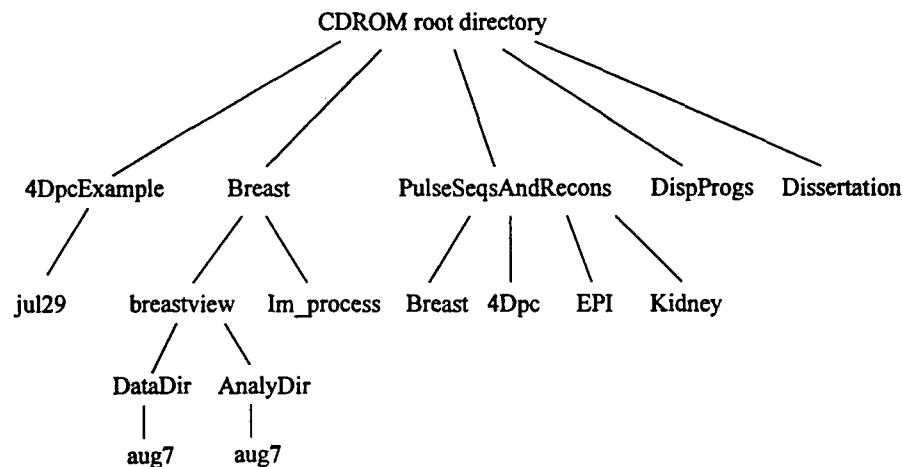 CDROM root directory
4DpcExample Breast PulseSeqsAndRecons DispProgs Dissertation
jul29 breastview Im_process Breast 4Dpc EPI Kidney
DataDir AnalyDir
aug7 aug7